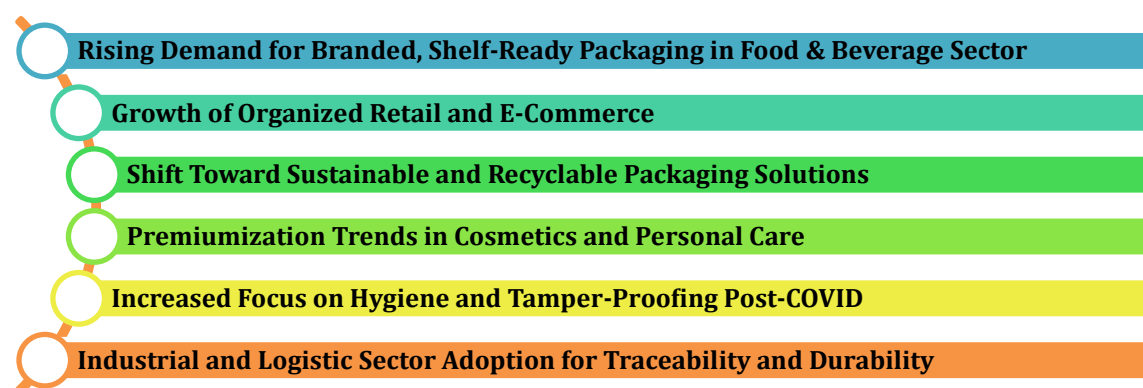 Rising Demand for Branded, Shelf-Ready Packaging in Food & Beverage Sector
Growth of Organized Retail and E-Commerce
Shift Toward Sustainable and Recyclable Packaging Solutions
Premiumization Trends in Cosmetics and Personal Care
Increased Focus on Hygiene and Tamper-Proofing Post-COVID
Industrial and Logistic Sector Adoption for Traceability and Durability